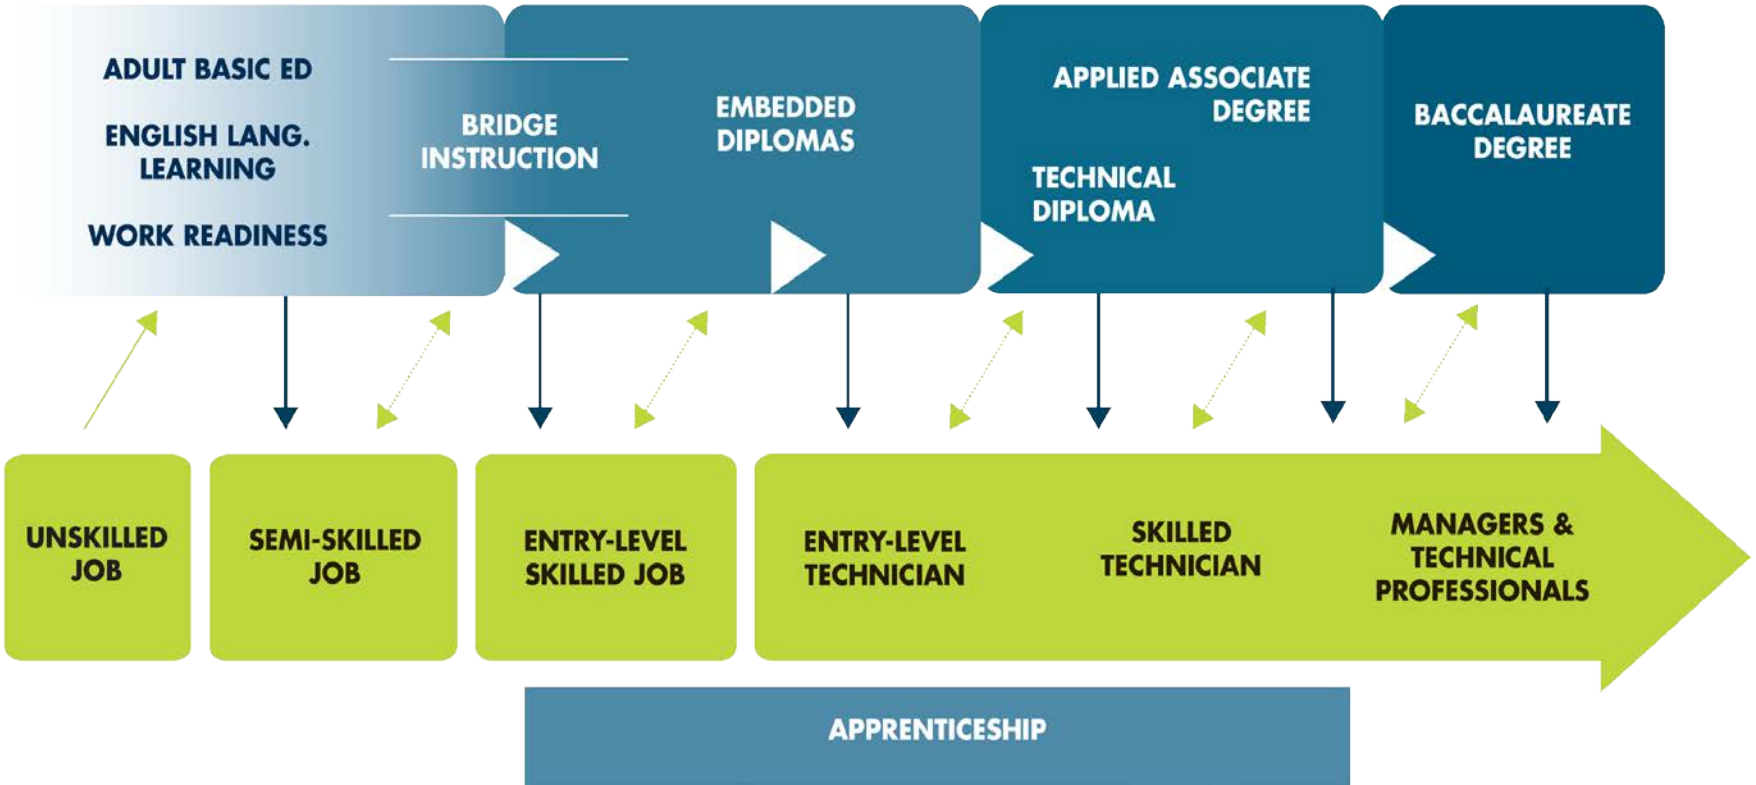 ADULT BASIC ED
ENGLISH LANG.
LEARNING
WORK READINESS
BRIDGE
INSTRUCTION
EMBEDDED
DIPLOMAS
APPLIED ASSOCIATE
DEGREE
TECHNICAL
DIPLOMA
BACCALAUREATE
DEGREE
UNSKILLED
JOB
SEMI-SKILLED
JOB
ENTRY-LEVEL
SKILLED JOB
ENTRY-LEVEL
TECHNICIAN
SKILLED
TECHNICIAN
MANAGERS &
TECHNICAL
PROFESSIONALS
APPRENTICESHIP